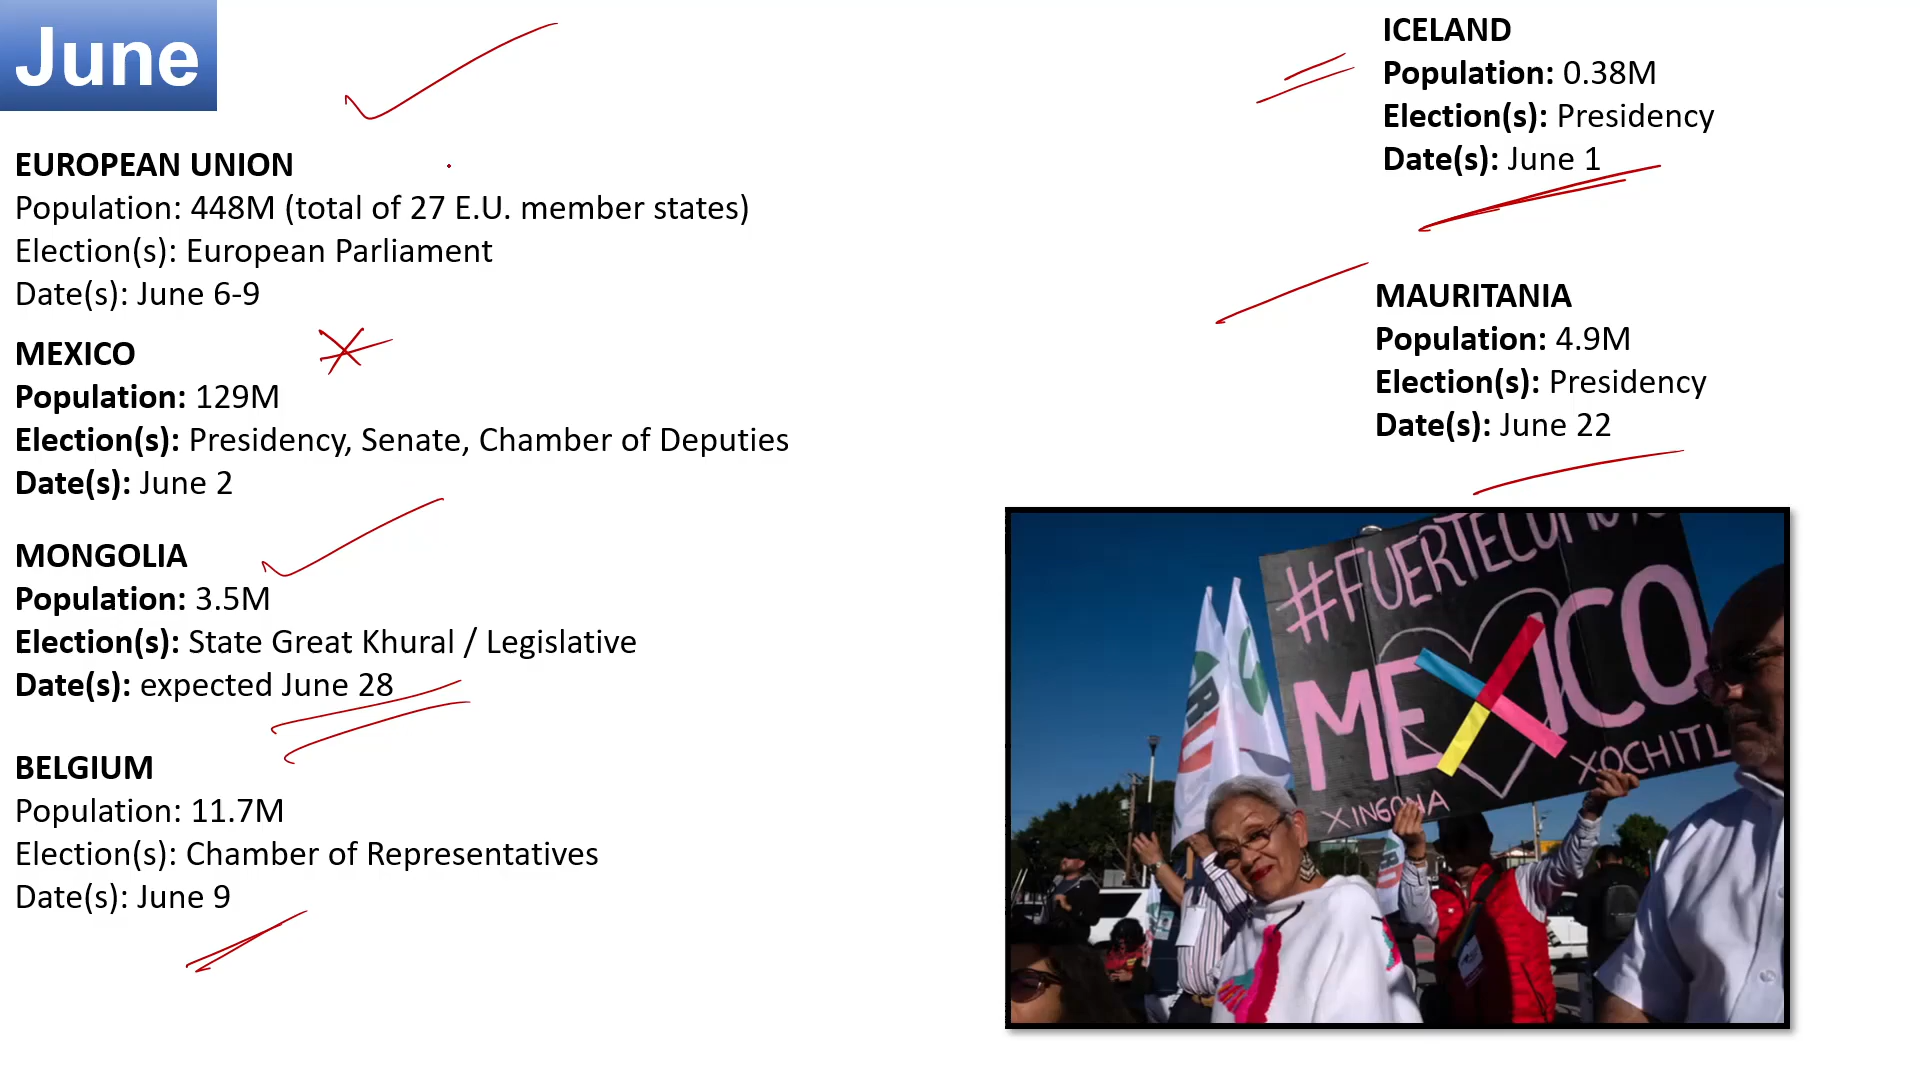 June
EUROPEAN UNION
Population: 448M (total of 27 E.U. member states)
Election(s): European Parliament
Date(s): June 6-9
MEXICO
Population: 129M
Election(s): Presidency, Senate, Chamber of Deputies
Date(s): June 2
MONGOLIA
Population: 3.5M
Election(s): State Great Khural / Legislative
Date(s): expected June 28
BELGIUM
Population: 11.7M
Election(s): Chamber of Representatives
Date(s): June 9
ICELAND
Population: 0.38M
Election(s): Presidency
Date(s): June 1
MAURITANIA
Population: 4.9M
Election(s): Presidency
Date(s): June 22
MEXICO
XOCHITL